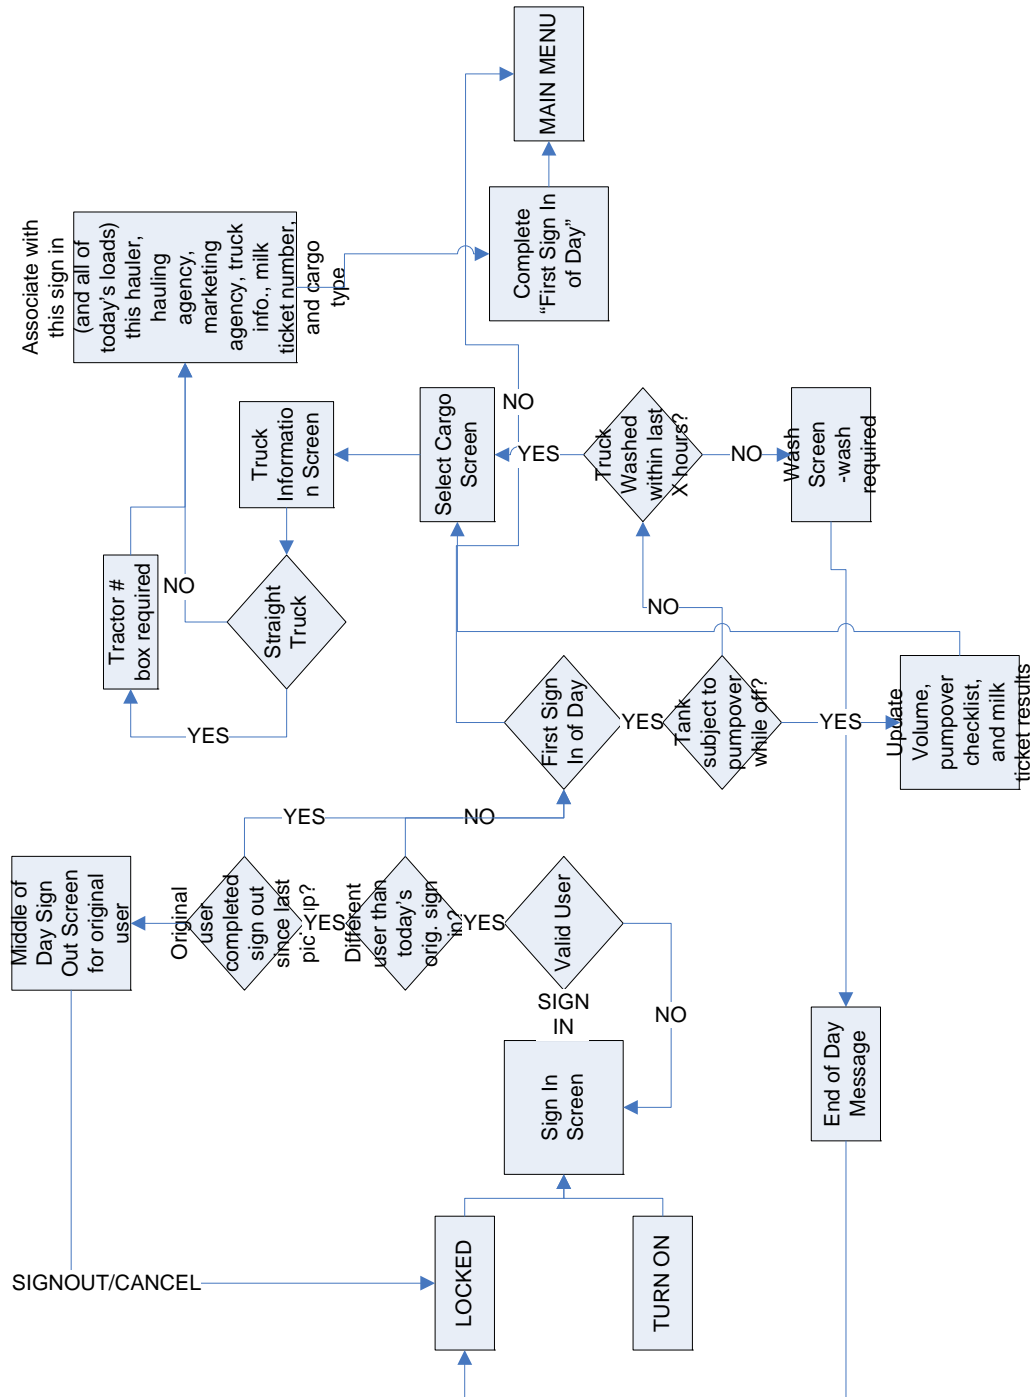 MAIN MENU
Associate with
this sign in
(and all of
today's loads)
this hauler,
hauling
agency,
marketing
agency, truck
info., milk
ticket number,
and cargo
type
Complete
"First Sign In
of Day"
NO
Truck
Informatio
n Screen
Select Cargo
Screen
YES
Truck
Washed
within last
X hours?
NO
Wash
Screen
-wash
required
Tractor #
box required
NO
Straight
Truck
YES
NO
First Sign
In of Day
YES
Tank
subject to
pumpover
while off?
YES
Update
Volume,
pumpover
checklist,
and milk
ticket results
YES
NO
Middle of
Day Sign
Out Screen
for original
user
Original
user
completed
sign out
since last
YES
Different
user than
today's
orig. sign
in?
YES
Valid User
SIGN
IN
NO
Sign In
Screen
End of Day
Message
SIGNOUT/CANCEL
LOCKED
TURN ON